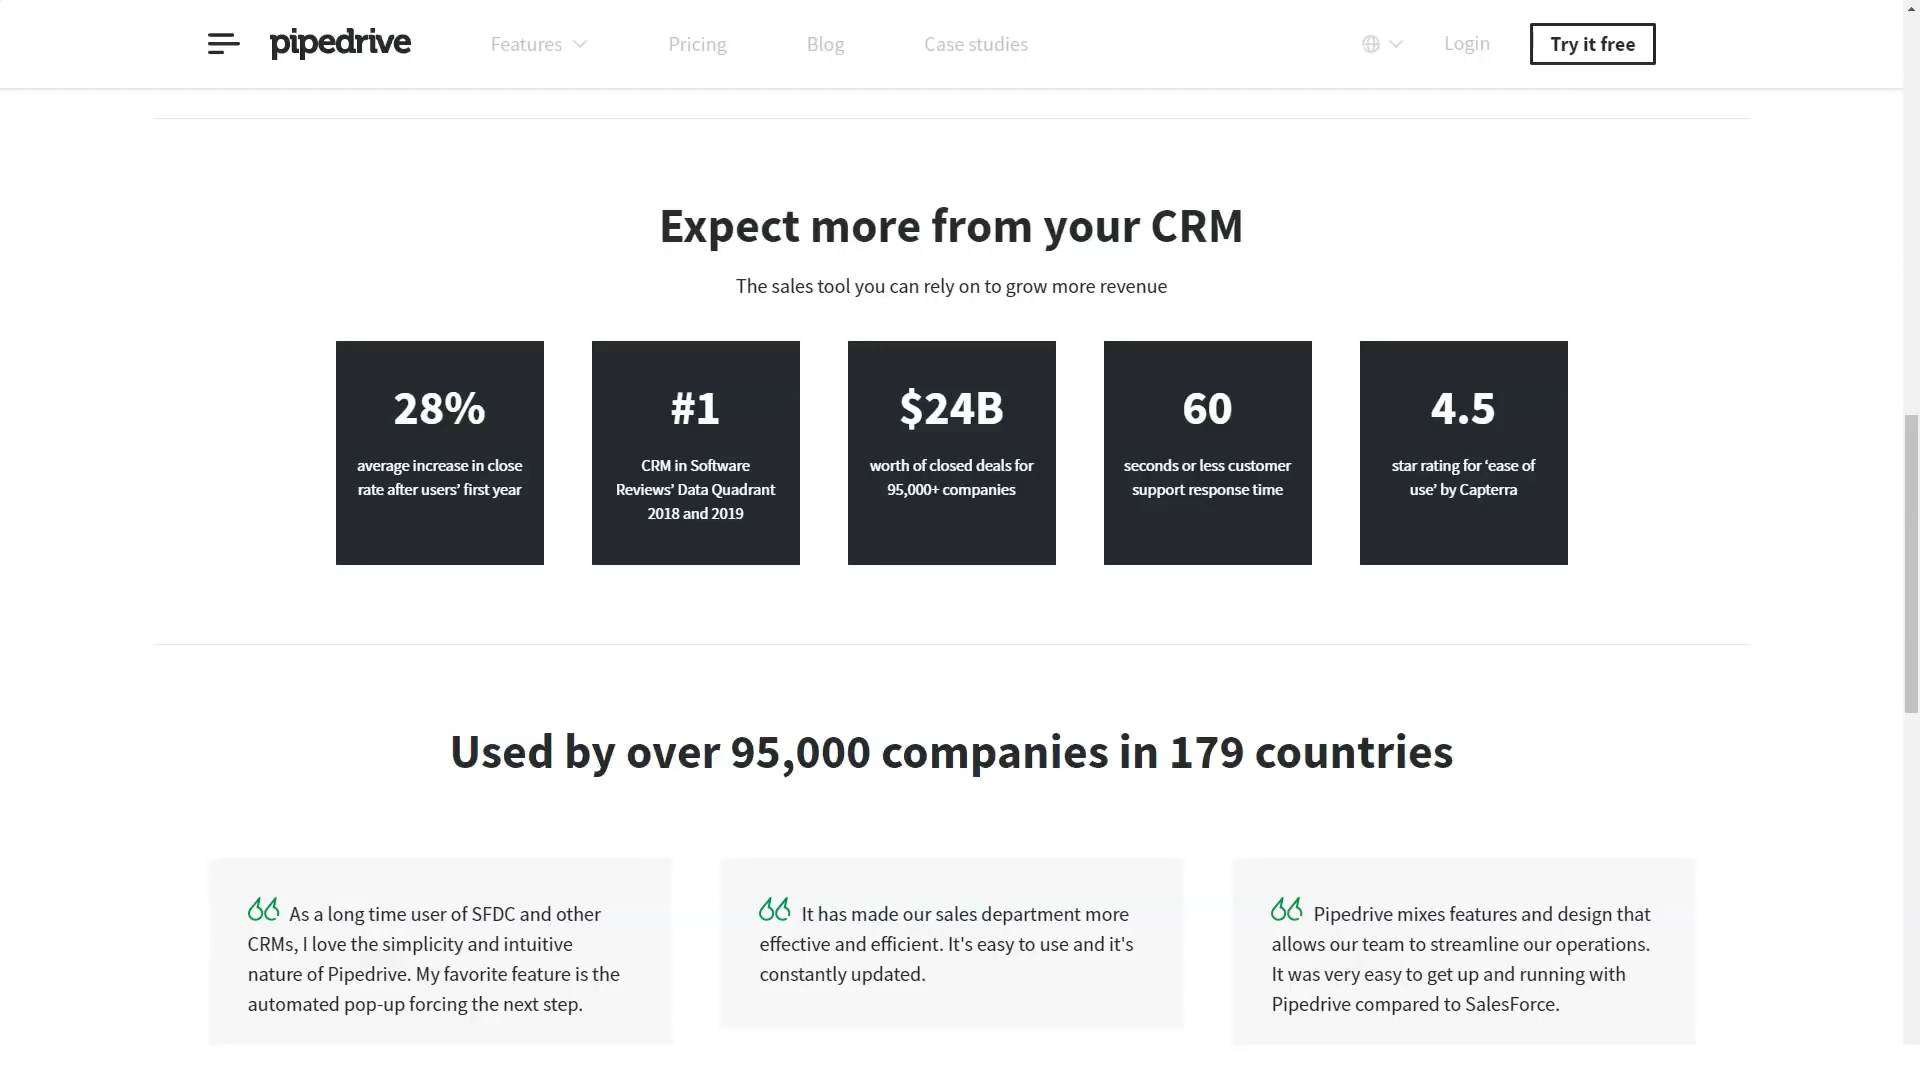 pipedrive
Features
Pricing
Blog
Case studies
Login
Try it free
Expect more from your CRM
The sales tool you can rely on to grow more revenue
28%
average increase in close
rate after users’ first year
#1
CRM in Software
Reviews’ Data Quadrant
2018 and 2019
$24B
worth of closed deals for
95,000+ companies
60
seconds or less customer
support response time
4.5
star rating for ‘ease of
use’ by Capterra
Used by over 95,000 companies in 179 countries
As a long time user of SFDC and other
CRMs, I love the simplicity and intuitive
nature of Pipedrive. My favorite feature is the
automated pop-up forcing the next step.
It has made our sales department more
effective and efficient. It's easy to use and it's
constantly updated.
Pipedrive mixes features and design that
allows our team to streamline our operations.
It was very easy to get up and running with
Pipedrive compared to SalesForce.